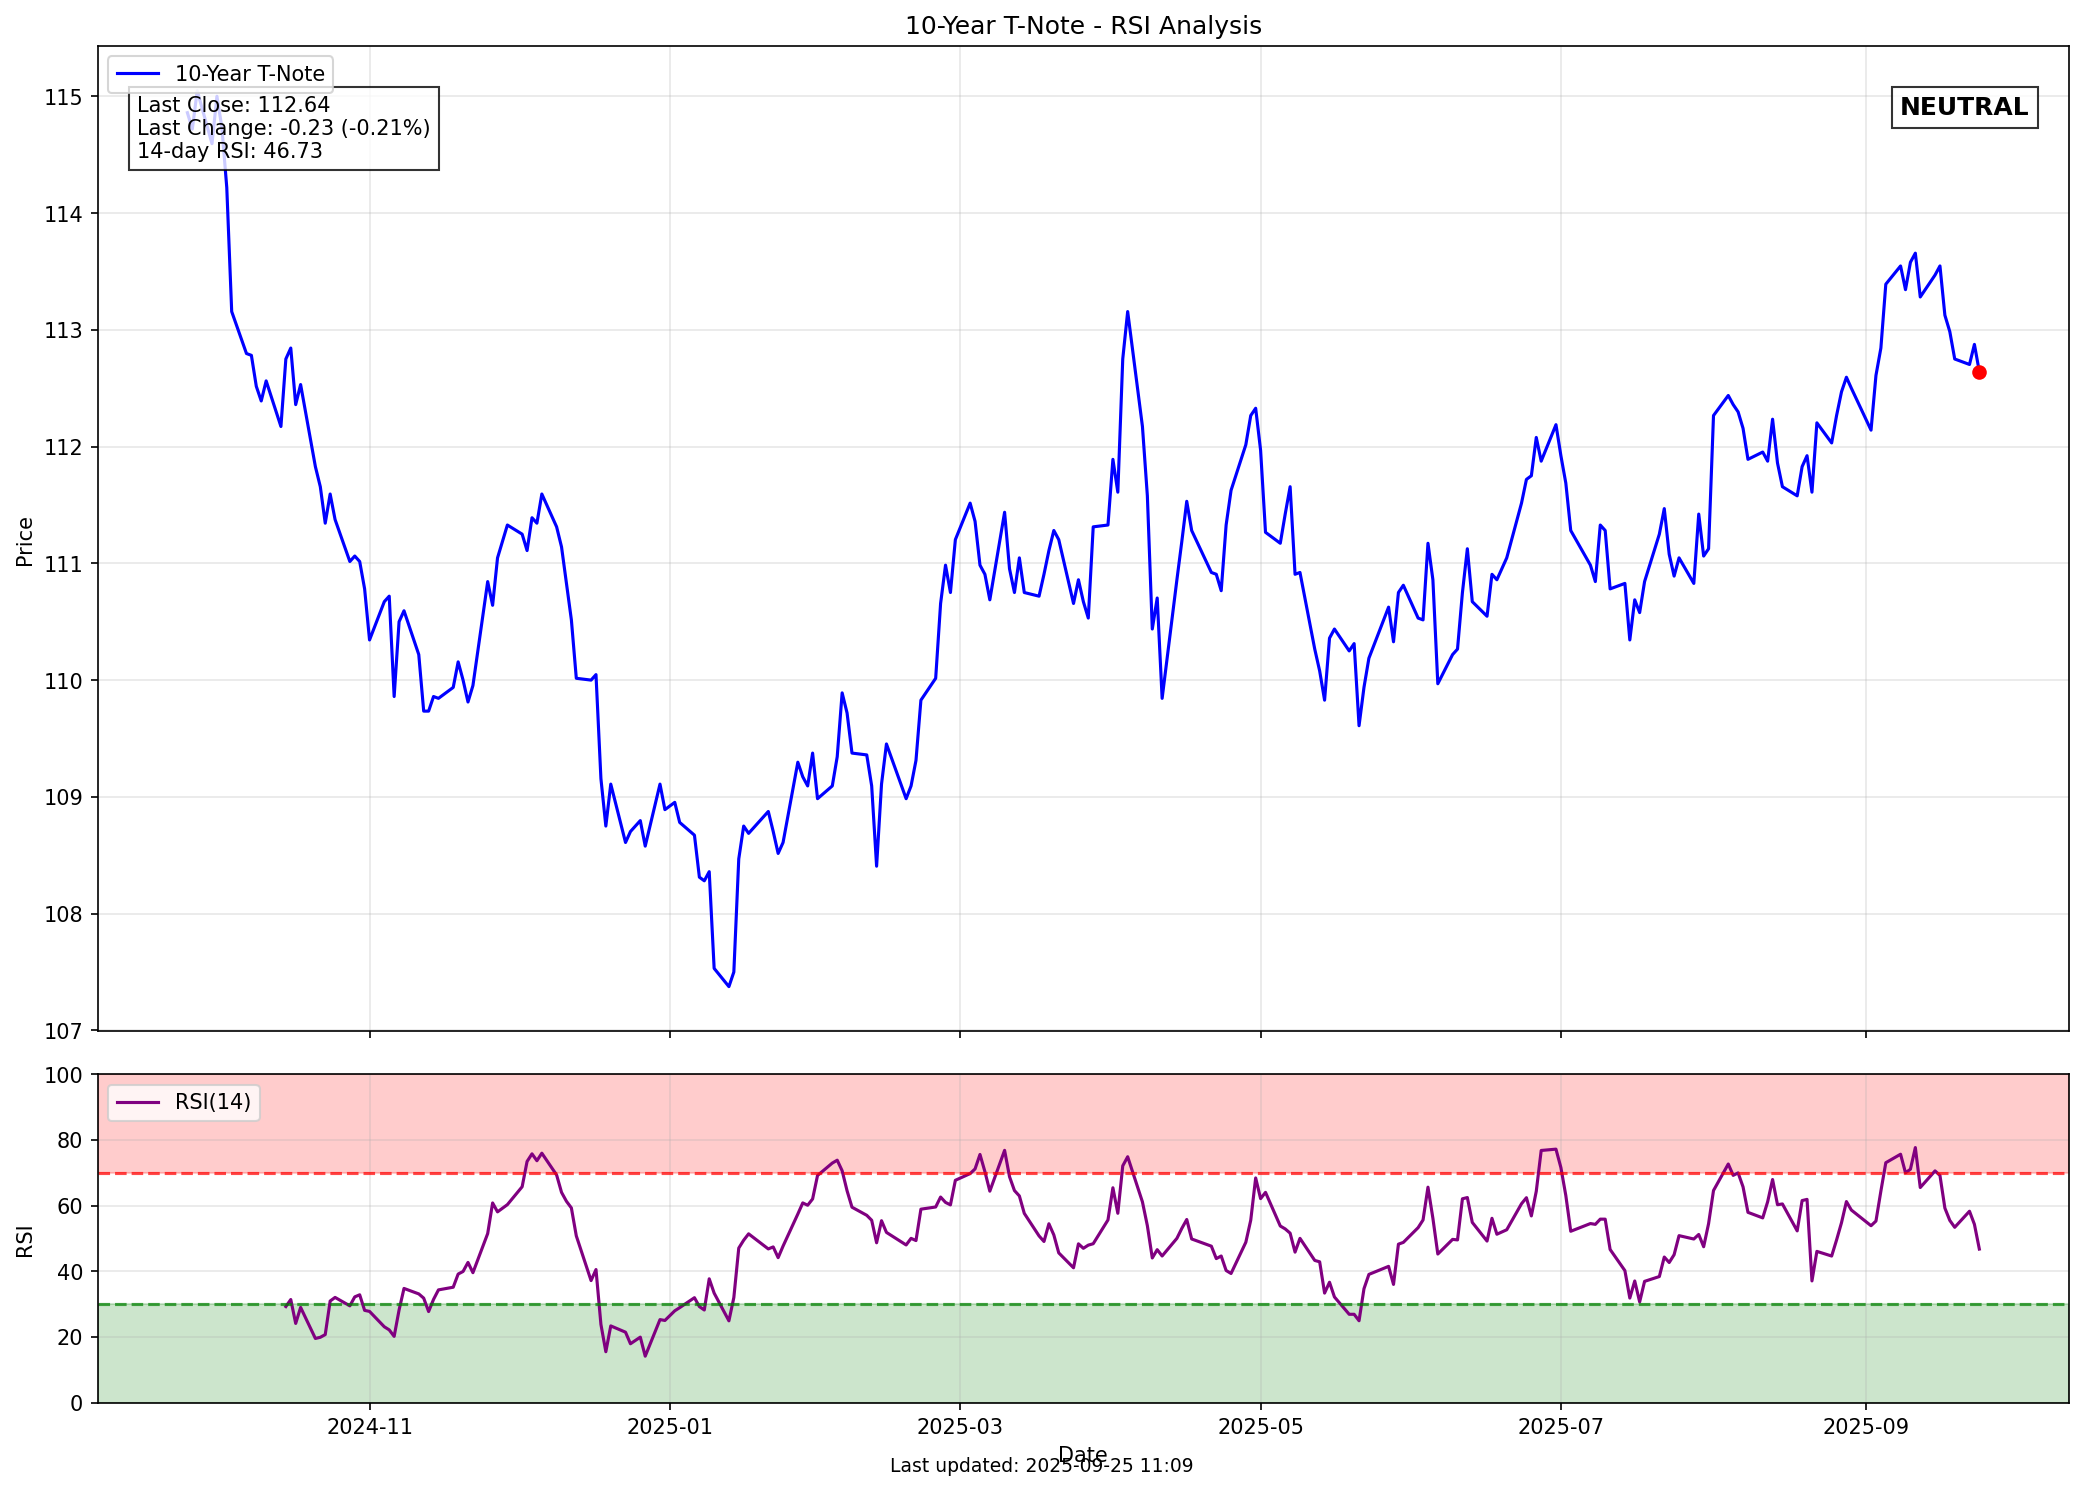 10-Year T-Note - RSI Analysis
10-Year T-Note
Last Close: 112.64
Last Change: -0.23 (-0.21%)
14-day RSI: 46.73
NEUTRAL
Price
115
114
113
112
111
110
109
108
107
RSI(14)
RSI
100
80
60
40
20
0
2024-11
2025-01
2025-03
2025-05
2025-07
2025-09
Date
Last updated: 2025-09-25 11:09